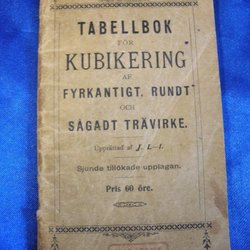 TABELLBOK
FÖR
KUBIKERING
AF
FYRKANTIGT, RUNDT
OCH
SÅGADT TRÄVIRKE.
Upprättad af J. L—l.
Sjunde tillökade upplagan.
Pris 60 öre.